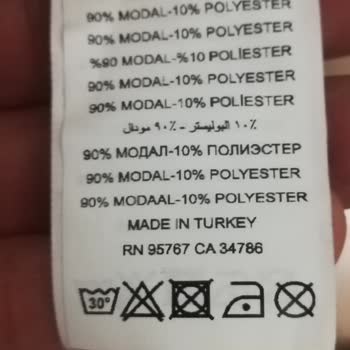 90% MODAL-10% POLYESTER
90% MODAL-10% POLYESTER
%90 MODAL-%10 POLİESTER
90% MODAL-10% POLYESTER
90% MODAL-10% POLİESTER
٪١٠ البوليستر - ٪٩٠ مودال
90% МОДАЛ-10% ПОЛИЭСТЕР
90% MODAL-10% POLYESTER
90% MODAAL-10% POLYESTER
MADE IN TURKEY
RN 95767 CA 34786
30°